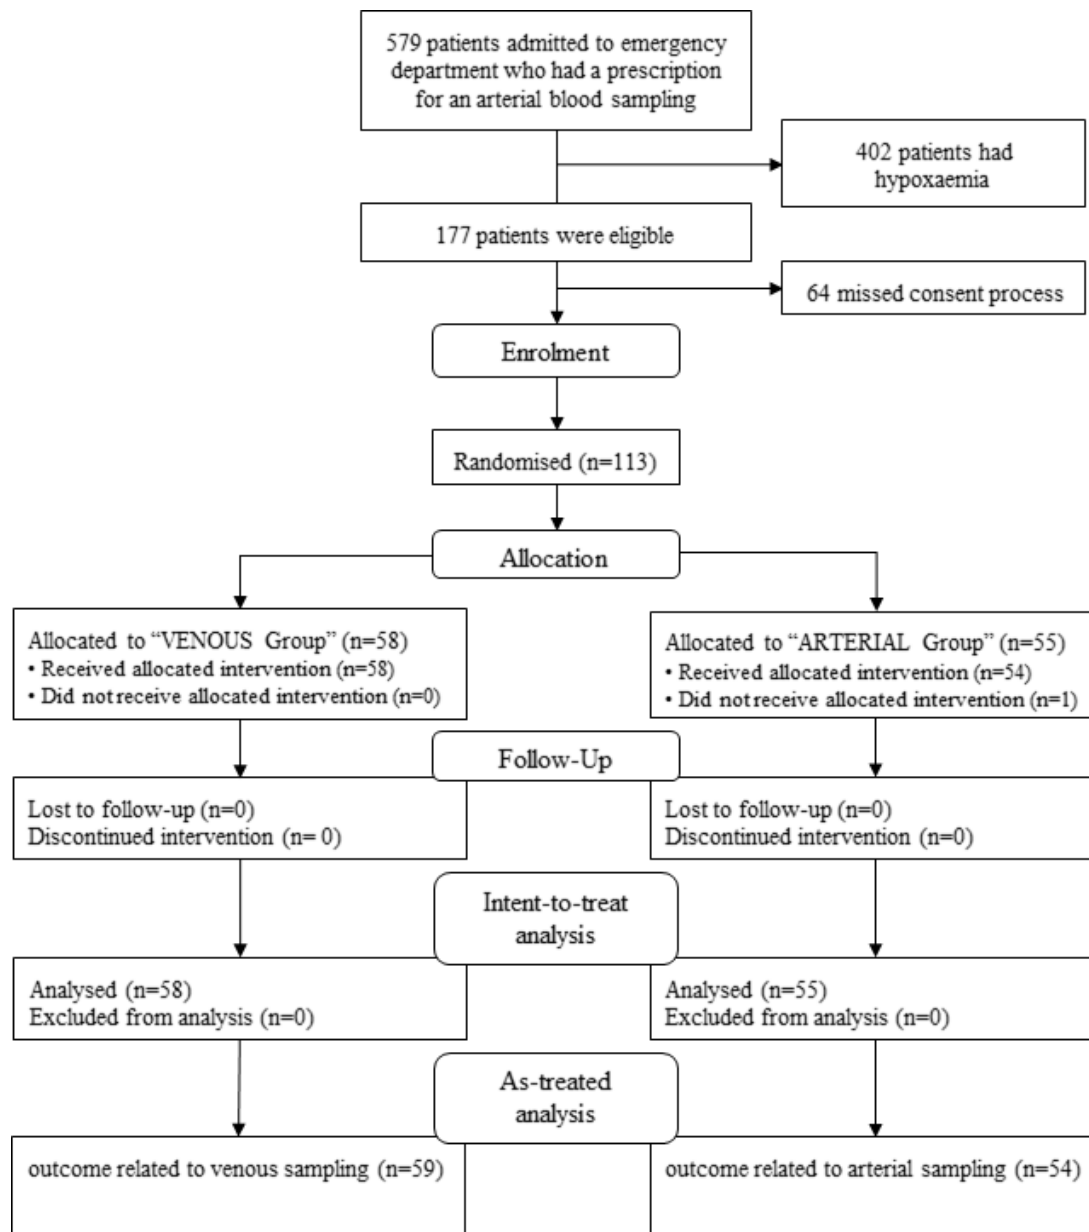 579 patients admitted to emergency
department who had a prescription
for an arterial blood sampling
402 patients had
hypoxaemia
177 patients were eligible
64 missed consent process
Enrolment
Randomised (n=113)
Allocation
Allocated to “VENOUS Group” (n=58)
• Received allocated intervention (n=58)
• Did not receive allocated intervention (n=0)
Allocated to “ARTERIAL Group” (n=55)
• Received allocated intervention (n=54)
• Did not receive allocated intervention (n=1)
Follow-Up
Lost to follow-up (n=0)
Discontinued intervention (n= 0)
Lost to follow-up (n=0)
Discontinued intervention (n=0)
Intent-to-treat
analysis
Analysed (n=58)
Excluded from analysis (n=0)
Analysed (n=55)
Excluded from analysis (n=0)
As-treated
analysis
outcome related to venous sampling (n=59)
outcome related to arterial sampling (n=54)